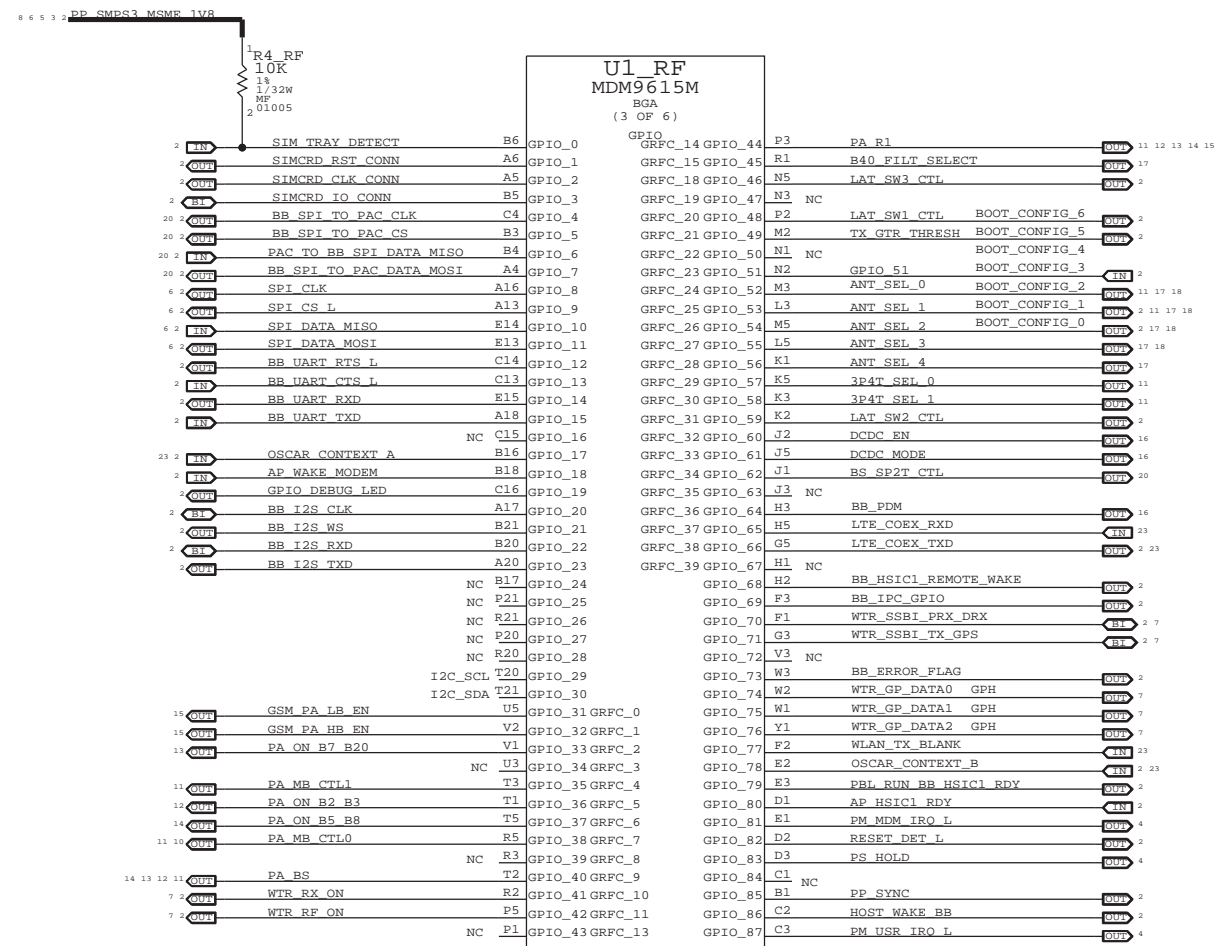 8 6 5 3 2 PP_SMPS3_MSME_1V8
1
R4_RF
10K
1%
1/32W
MF
01005
2
U1_RF
MDM9615M
BGA
(3 OF 6)
GPIO
2 IN SIM_TRAY_DETECT B6 GPIO_0 GRFC_14 GPIO_44 P3 PA_R1 OUT 11 12 13 14 15
2 OUT SIMCRD_RST_CONN A6 GPIO_1 GRFC_15 GPIO_45 R1 B40_FILT_SELECT OUT 17
2 OUT SIMCRD_CLK_CONN A5 GPIO_2 GRFC_18 GPIO_46 N5 LAT_SW3_CTL OUT 2
2 BI SIMCRD_IO_CONN B5 GPIO_3 GRFC_19 GPIO_47 N3 NC
20 2 OUT BB_SPI_TO_PAC_CLK C4 GPIO_4 GRFC_20 GPIO_48 P2 LAT_SW1_CTL BOOT_CONFIG_6 OUT 2
20 2 OUT BB_SPI_TO_PAC_CS B3 GPIO_5 GRFC_21 GPIO_49 M2 TX_GTR_THRESH BOOT_CONFIG_5 OUT 2
20 2 IN PAC_TO_BB_SPI_DATA_MISO B4 GPIO_6 GRFC_22 GPIO_50 N1 NC BOOT_CONFIG_4
20 2 OUT BB_SPI_TO_PAC_DATA_MOSI A4 GPIO_7 GRFC_23 GPIO_51 N2 GPIO_51 BOOT_CONFIG_3 IN 2
6 2 OUT SPI_CLK A16 GPIO_8 GRFC_24 GPIO_52 M3 ANT_SEL_0 BOOT_CONFIG_2 OUT 11 17 18
6 2 OUT SPI_CS_L A13 GPIO_9 GRFC_25 GPIO_53 L3 ANT_SEL_1 BOOT_CONFIG_1 OUT 2 11 17 18
6 2 IN SPI_DATA_MISO E14 GPIO_10 GRFC_26 GPIO_54 M5 ANT_SEL_2 BOOT_CONFIG_0 OUT 2 17 18
6 2 OUT SPI_DATA_MOSI E13 GPIO_11 GRFC_27 GPIO_55 L5 ANT_SEL_3 OUT 17 18
2 OUT BB_UART_RTS_L C14 GPIO_12 GRFC_28 GPIO_56 K1 ANT_SEL_4 OUT 17
2 IN BB_UART_CTS_L C13 GPIO_13 GRFC_29 GPIO_57 K5 3P4T_SEL_0 OUT 11
2 OUT BB_UART_RXD E15 GPIO_14 GRFC_30 GPIO_58 K3 3P4T_SEL_1 OUT 11
2 IN BB_UART_TXD A18 GPIO_15 GRFC_31 GPIO_59 K2 LAT_SW2_CTL OUT 2
NC C15 GPIO_16 GRFC_32 GPIO_60 J2 DCDC_EN OUT 16
23 2 IN OSCAR_CONTEXT_A B16 GPIO_17 GRFC_33 GPIO_61 J5 DCDC_MODE OUT 16
2 IN AP_WAKE_MODEM B18 GPIO_18 GRFC_34 GPIO_62 J1 BS_SP2T_CTL OUT 20
2 OUT GPIO_DEBUG_LED C16 GPIO_19 GRFC_35 GPIO_63 J3 NC
2 BI BB_I2S_CLK A17 GPIO_20 GRFC_36 GPIO_64 H3 BB_PDM OUT 16
2 OUT BB_I2S_WS B21 GPIO_21 GRFC_37 GPIO_65 H5 LTE_COEX_RXD IN 23
2 BI BB_I2S_RXD B20 GPIO_22 GRFC_38 GPIO_66 G5 LTE_COEX_TXD OUT 2 23
2 OUT BB_I2S_TXD A20 GPIO_23 GRFC_39 GPIO_67 H1 NC
NC B17 GPIO_24 GPIO_68 H2 BB_HSIC1_REMOTE_WAKE OUT 2
NC P21 GPIO_25 GPIO_69 F3 BB_IPC_GPIO OUT 2
NC R21 GPIO_26 GPIO_70 F1 WTR_SSBI_PRX_DRX BI 2 7
NC P20 GPIO_27 GPIO_71 G3 WTR_SSBI_TX_GPS BI 2 7
NC R20 GPIO_28 GPIO_72 V3 NC
I2C_SCL T20 GPIO_29 GPIO_73 W3 BB_ERROR_FLAG OUT 2
I2C_SDA T21 GPIO_30 GPIO_74 W2 WTR_GP_DATA0 GPH OUT 7
15 OUT GSM_PA_LB_EN U5 GPIO_31 GRFC_0 GPIO_75 W1 WTR_GP_DATA1 GPH OUT 7
15 OUT GSM_PA_HB_EN V2 GPIO_32 GRFC_1 GPIO_76 Y1 WTR_GP_DATA2 GPH OUT 7
13 OUT PA_ON_B7_B20 V1 GPIO_33 GRFC_2 GPIO_77 F2 WLAN_TX_BLANK IN 23
NC U3 GPIO_34 GRFC_3 GPIO_78 E2 OSCAR_CONTEXT_B IN 2 23
11 OUT PA_MB_CTL1 T3 GPIO_35 GRFC_4 GPIO_79 E3 PBL_RUN_BB_HSIC1_RDY OUT 2
12 OUT PA_ON_B2_B3 T1 GPIO_36 GRFC_5 GPIO_80 D1 AP_HSIC1_RDY IN 2
14 OUT PA_ON_B5_B8 T5 GPIO_37 GRFC_6 GPIO_81 E1 PM_MDM_IRQ_L OUT 4
11 10 OUT PA_MB_CTL0 R5 GPIO_38 GRFC_7 GPIO_82 D2 RESET_DET_L OUT 2
NC R3 GPIO_39 GRFC_8 GPIO_83 D3 PS_HOLD OUT 4
14 13 12 11 OUT PA_BS T2 GPIO_40 GRFC_9 GPIO_84 C1 NC
7 2 OUT WTR_RX_ON R2 GPIO_41 GRFC_10 GPIO_85 B1 PP_SYNC OUT 2
7 2 OUT WTR_RF_ON P5 GPIO_42 GRFC_11 GPIO_86 C2 HOST_WAKE_BB OUT 2
NC P1 GPIO_43 GRFC_13 GPIO_87 C3 PM_USR_IRQ_L OUT 4